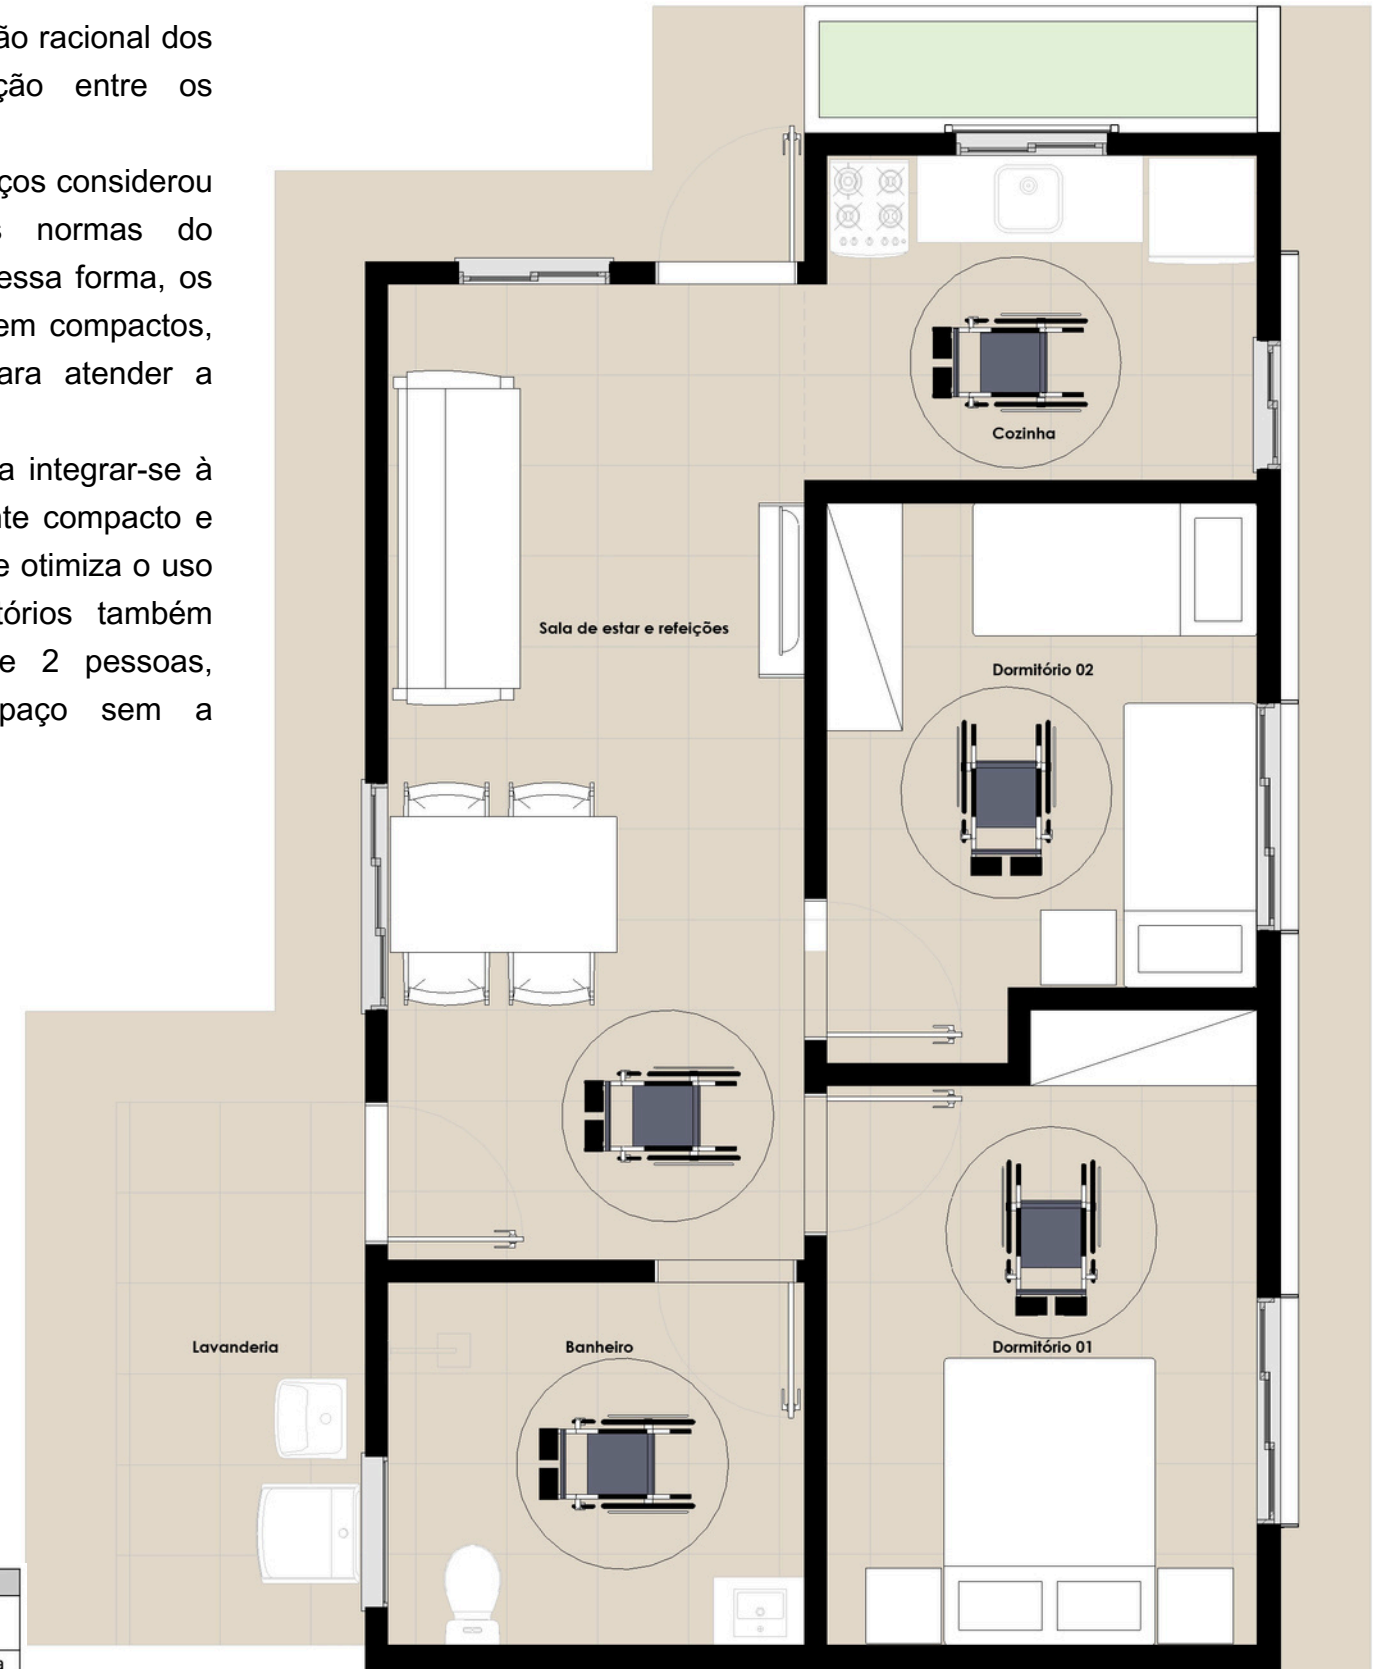 ão racional dos
ção entre os
ços considerou
s normas do
essa forma, os
em compactos,
ara atender a
a integrar-se à
nte compacto e
e otimiza o uso
tórios também
e 2 pessoas,
paço sem a
Cozinha
Sala de estar e refeições
Dormitório 02
Lavanderia
Banheiro
Dormitório 01
a